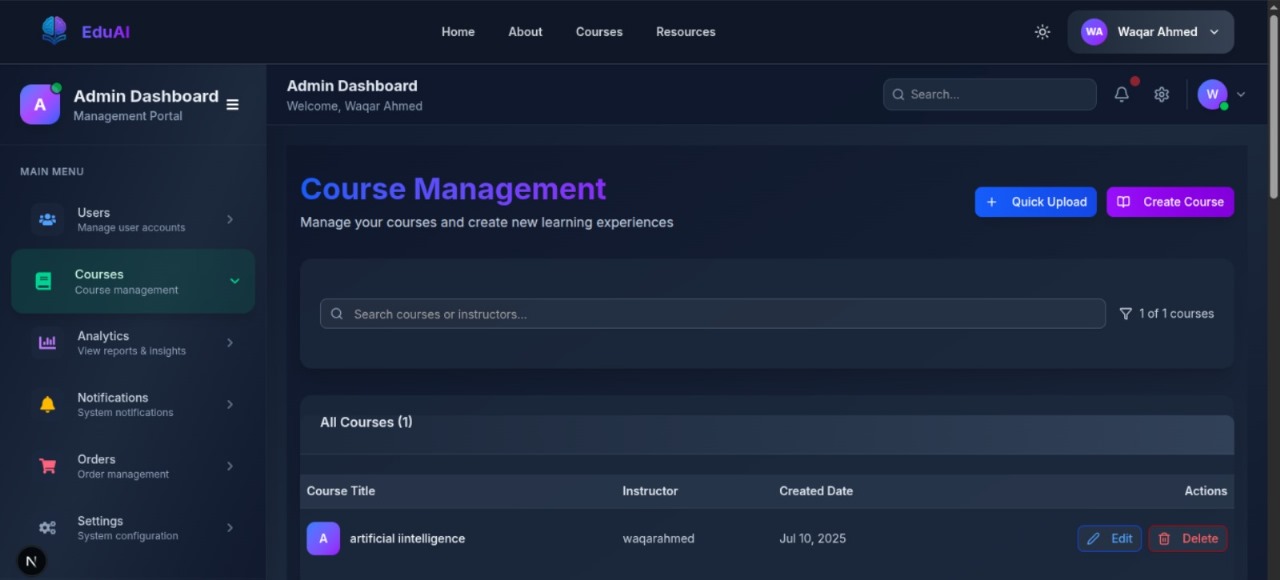 EduAI
Home About Courses Resources
WA Waqar Ahmed
A Admin Dashboard
Management Portal
MAIN MENU
Users
Manage user accounts
Courses
Course management
Analytics
View reports & insights
Notifications
System notifications
Orders
Order management
Settings
System configuration
N
Admin Dashboard
Welcome, Waqar Ahmed
Search...
W
Course Management
Manage your courses and create new learning experiences
+ Quick Upload Create Course
Search courses or instructors...
1 of 1 courses
All Courses (1)
Course Title Instructor Created Date Actions
A artificial iintelligence waqarahmed Jul 10, 2025 Edit Delete